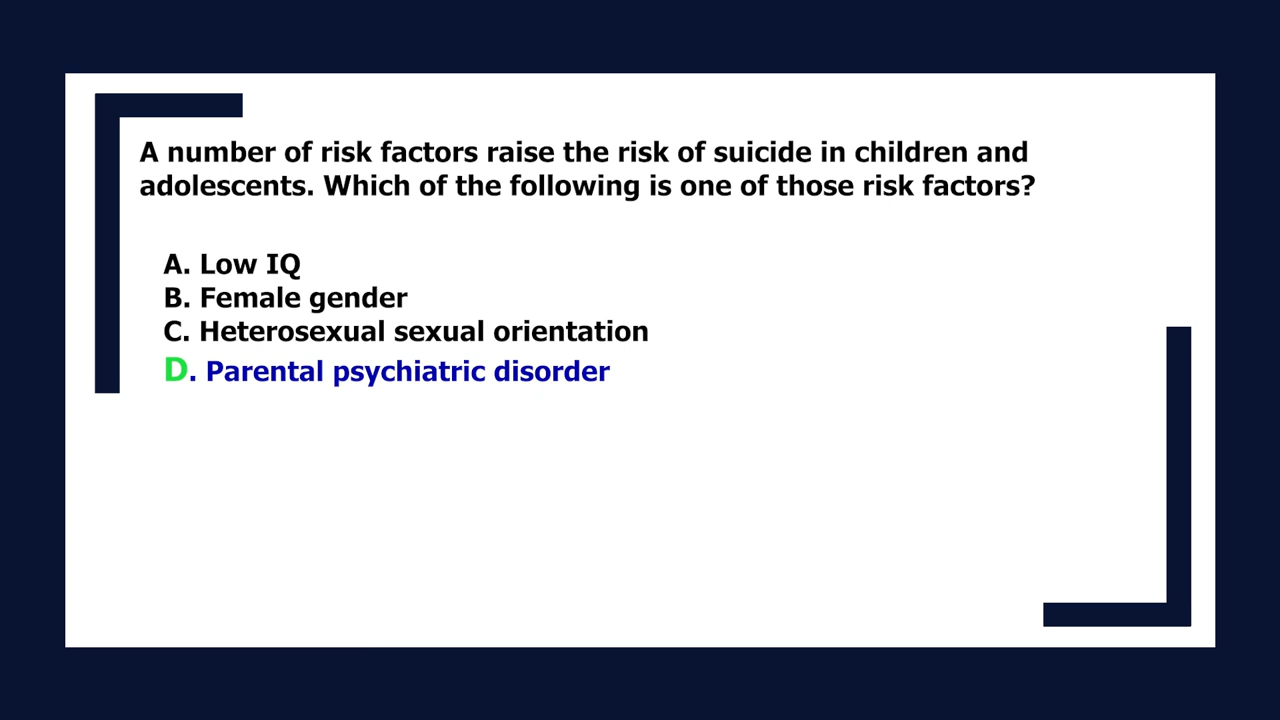 A number of risk factors raise the risk of suicide in children and
adolescents. Which of the following is one of those risk factors?
A. Low IQ
B. Female gender
C. Heterosexual sexual orientation
D. Parental psychiatric disorder